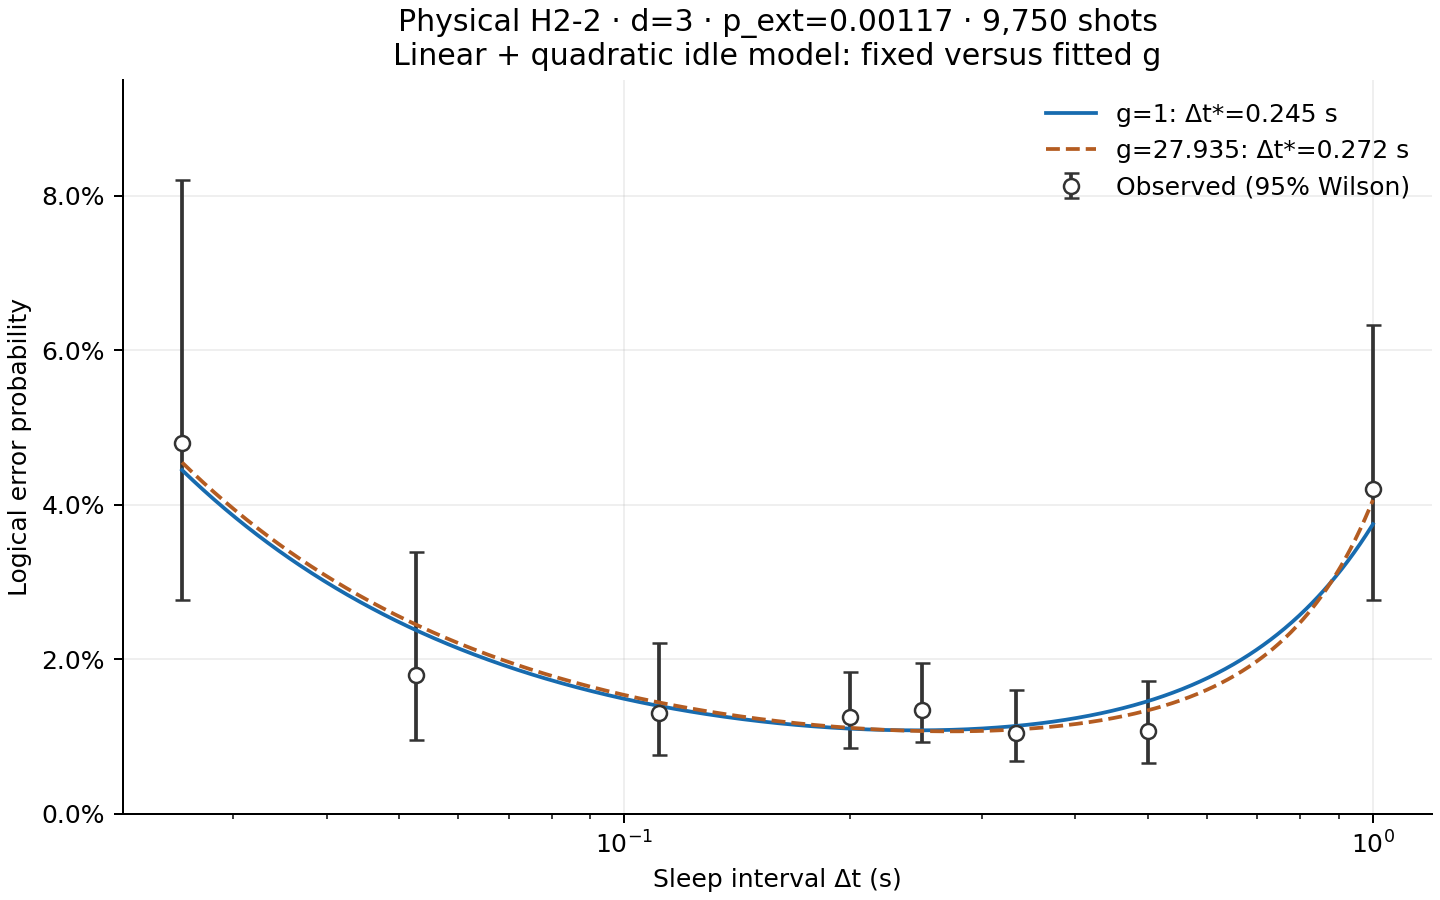 Physical H2-2 · d=3 · p_ext=0.00117 · 9,750 shots
Linear + quadratic idle model: fixed versus fitted g
g=1: Δt*=0.245 s
g=27.935: Δt*=0.272 s
Observed (95% Wilson)
Logical error probability
8.0%
6.0%
4.0%
2.0%
0.0%
10⁻¹
10⁰
Sleep interval Δt (s)